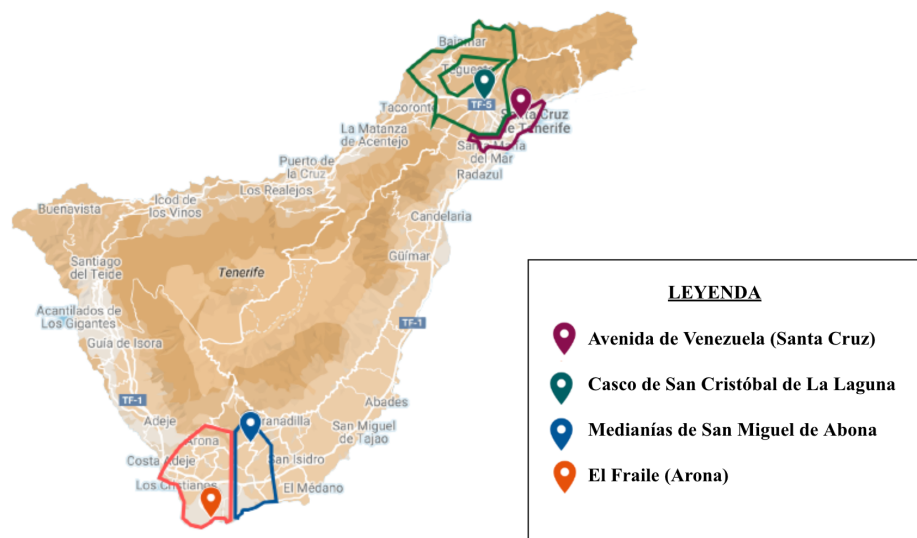 Bajamar
Tegueste
TF-5
Tacoronte
Santa Cruz
de Tenerife
La Matanza
de Acentejo
Santa María
del Mar
Puerto de
la Cruz
Radazul
Los Realejos
Icod de
los Vinos
Buenavista
Candelaria
Güímar
Santiago
del Teide
Tenerife
Acantilados de
Los Gigantes
TF-1
Guía de Isora
TF-1
Abades
Adeje
Granadilla
San Miguel
de Tajao
Arona
Costa Adeje
San Isidro
Los Cristianos
El Médano
LEYENDA
Avenida de Venezuela (Santa Cruz)
Casco de San Cristóbal de La Laguna
Medianías de San Miguel de Abona
El Fraile (Arona)